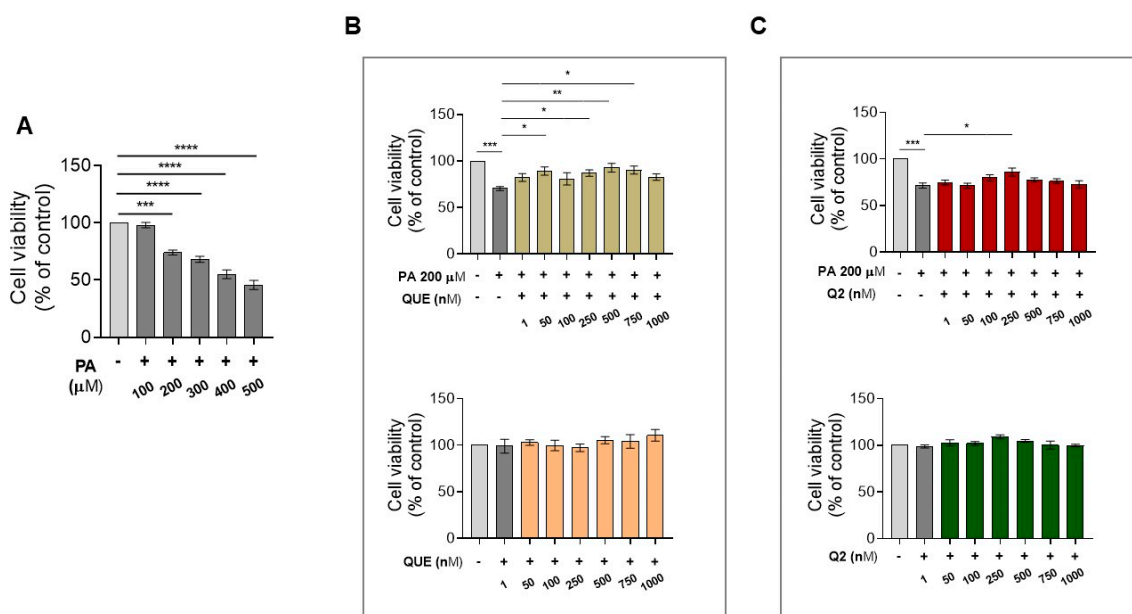 A
****
****
****
***
Cell viability
(% of control)
150
100
50
0
PA - + + + + +
(μM) 100 200 300 400 500
B
*
**
*
*
***
Cell viability
(% of control)
150
100
50
0
PA 200 μM - + + + + + + + +
QUE (nM) - - + + + + + + +
1 50 100 250 500 750 1000
Cell viability
(% of control)
150
100
50
0
QUE (nM) - + + + + + + +
1 50 100 250 500 750 1000
C
*
***
Cell viability
(% of control)
150
100
50
0
PA 200 μM - + + + + + + + +
Q2 (nM) - - + + + + + + +
1 50 100 250 500 750 1000
Cell viability
(% of control)
150
100
50
0
Q2 (nM) - + + + + + + +
1 50 100 250 500 750 1000